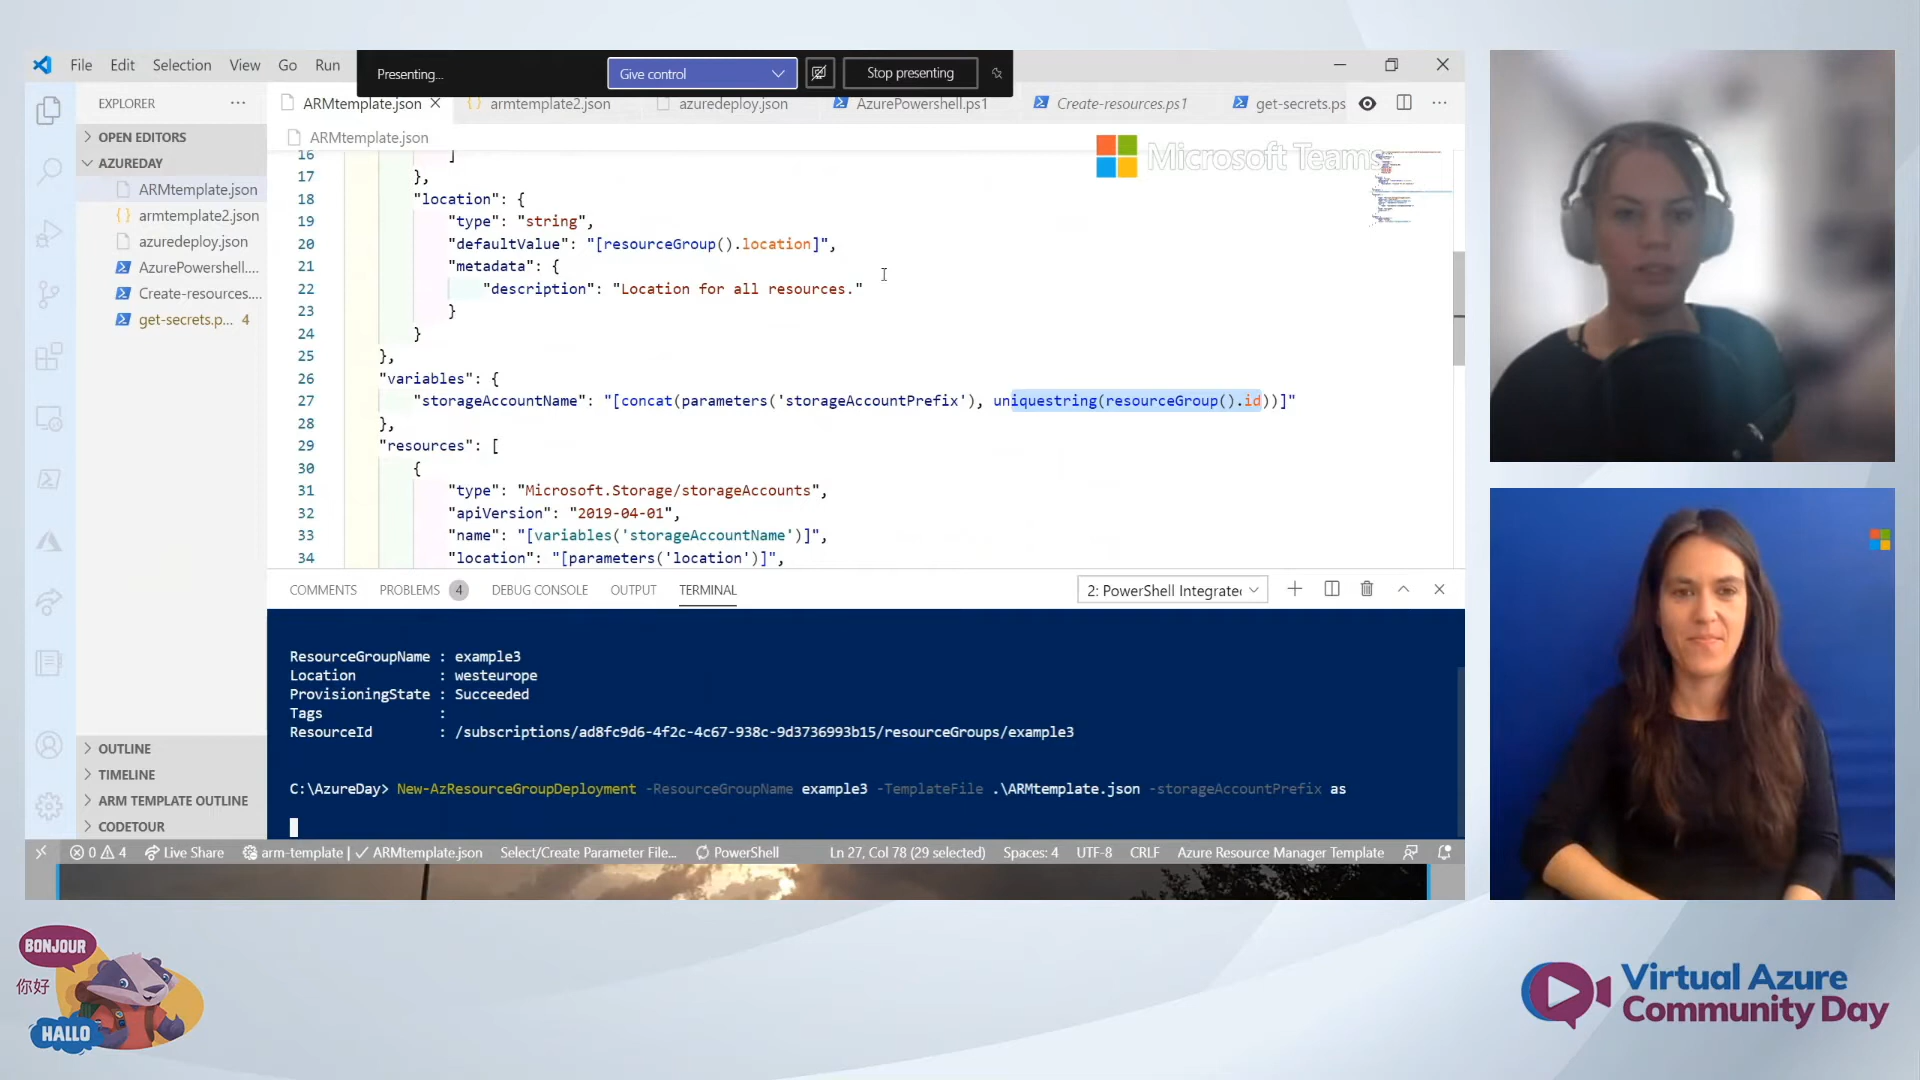 File Edit Selection View Go Run
Presenting...
Give control
Stop presenting
EXPLORER
OPEN EDITORS
AZUREDAY
ARMtemplate.json
armtemplate2.json
azuredeploy.json
AzurePowershell....
Create-resources....
get-secrets.p... 4
OUTLINE
TIMELINE
ARM TEMPLATE OUTLINE
CODETOUR
ARMtemplate.json armtemplate2.json azuredeploy.json AzurePowershell.ps1 Create-resources.ps1 get-secrets.ps
ARMtemplate.json
Microsoft Teams
16 ]
17 },
18 "location": {
19 "type": "string",
20 "defaultValue": "[resourceGroup().location]",
21 "metadata": {
22 "description": "Location for all resources."
23 }
24 }
25 },
26 "variables": {
27 "storageAccountName": "[concat(parameters('storageAccountPrefix'), uniquestring(resourceGroup().id))]"
28 },
29 "resources": [
30 {
31 "type": "Microsoft.Storage/storageAccounts",
32 "apiVersion": "2019-04-01",
33 "name": "[variables('storageAccountName')]",
34 "location": "[parameters('location')]",
COMMENTS PROBLEMS 4 DEBUG CONSOLE OUTPUT TERMINAL
2: PowerShell Integrate
ResourceGroupName : example3
Location : westeurope
ProvisioningState : Succeeded
Tags :
ResourceId : /subscriptions/ad8fc9d6-4f2c-4c67-938c-9d3736993b15/resourceGroups/example3
C:\AzureDay> New-AzResourceGroupDeployment -ResourceGroupName example3 -TemplateFile .\ARMtemplate.json -storageAccountPrefix as
0 4 Live Share arm-template | ✓ ARMtemplate.json Select/Create Parameter File... PowerShell Ln 27, Col 78 (29 selected) Spaces: 4 UTF-8 CRLF Azure Resource Manager Template
BONJOUR
你好
HALLO
Virtual Azure
Community Day